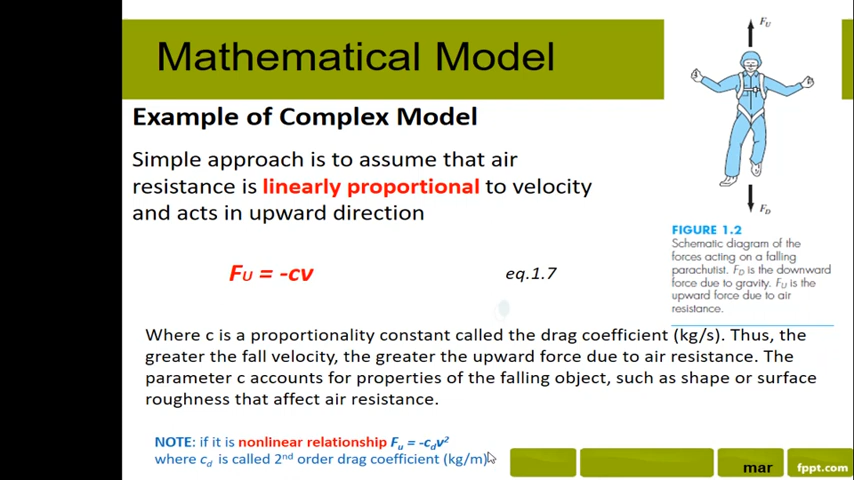 Mathematical Model
Example of Complex Model
Simple approach is to assume that air
resistance is linearly proportional to velocity
and acts in upward direction
FU = -cv
eq.1.7
Where c is a proportionality constant called the drag coefficient (kg/s). Thus, the
greater the fall velocity, the greater the upward force due to air resistance. The
parameter c accounts for properties of the falling object, such as shape or surface
roughness that affect air resistance.
NOTE: if it is nonlinear relationship Fu = -cdv²
where cd is called 2nd order drag coefficient (kg/m)
FU
FD
FIGURE 1.2
Schematic diagram of the
forces acting on a falling
parachutist. FD is the downward
force due to gravity. FU is the
upward force due to air
resistance.
mar
fppt.com